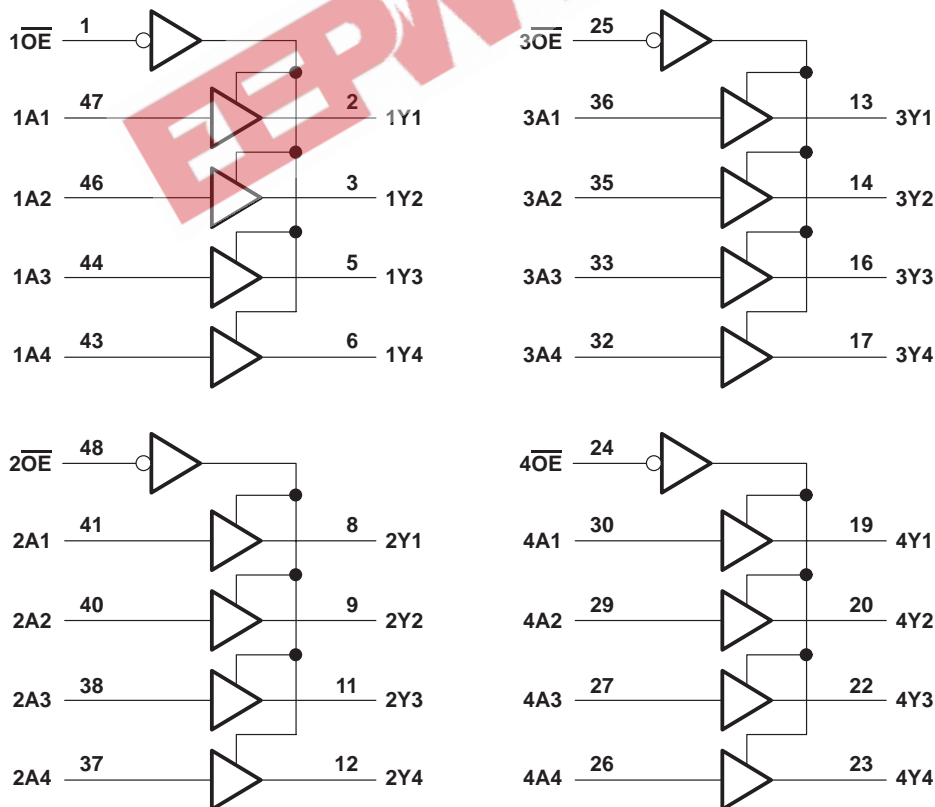 1OE 1
1A1 47 2 1Y1
1A2 46 3 1Y2
1A3 44 5 1Y3
1A4 43 6 1Y4
3OE 25
3A1 36 13 3Y1
3A2 35 14 3Y2
3A3 33 16 3Y3
3A4 32 17 3Y4
2OE 48
2A1 41 8 2Y1
2A2 40 9 2Y2
2A3 38 11 2Y3
2A4 37 12 2Y4
4OE 24
4A1 30 19 4Y1
4A2 29 20 4Y2
4A3 27 22 4Y3
4A4 26 23 4Y4